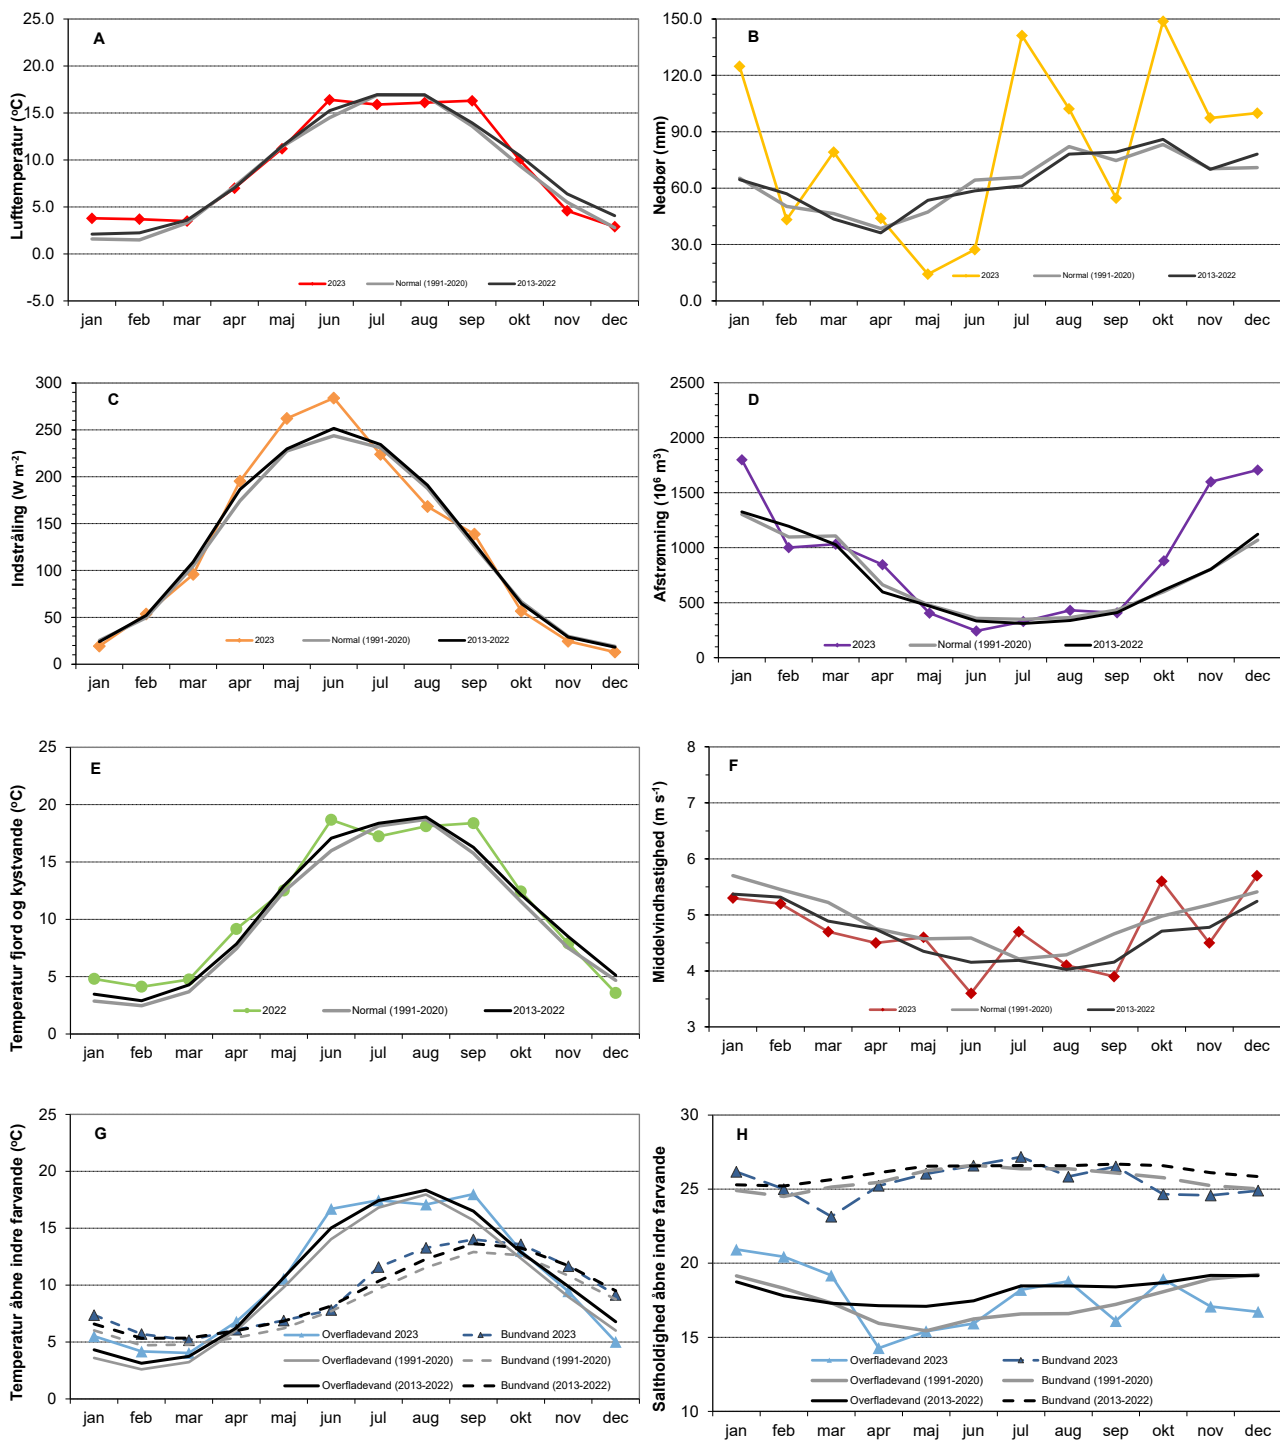 A
Lufttemperatur (ºC)
25.0
20.0
15.0
10.0
5.0
0.0
-5.0
2023 Normal (1991-2020) 2013-2022
jan feb mar apr maj jun jul aug sep okt nov dec
B
Nedbør (mm)
150.0
120.0
90.0
60.0
30.0
0.0
2023 Normal (1991-2020) 2013-2022
jan feb mar apr maj jun jul aug sep okt nov dec
C
Indstråling (W m-2)
300
250
200
150
100
50
0
2023 Normal (1991-2020) 2013-2022
jan feb mar apr maj jun jul aug sep okt nov dec
D
Afstrømning (10⁶ m³)
2500
2000
1500
1000
500
0
2023 Normal (1991-2020) 2013-2022
jan feb mar apr maj jun jul aug sep okt nov dec
E
Temperatur fjord og kystvande (ºC)
25
20
15
10
5
0
2022 Normal (1991-2020) 2013-2022
jan feb mar apr maj jun jul aug sep okt nov dec
F
Middelvindhastighed (m s-1)
8
7
6
5
4
3
2023 Normal (1991-2020) 2013-2022
jan feb mar apr maj jun jul aug sep okt nov dec
G
Temperatur åbne indre farvande (ºC)
25
20
15
10
5
0
Overfladevand 2023 Bundvand 2023
Overfladevand (1991-2020) Bundvand (1991-2020)
Overfladevand (2013-2022) Bundvand (2013-2022)
jan feb mar apr maj jun jul aug sep okt nov dec
H
Saltholdighed åbne indre farvande
30
25
20
15
10
Overfladevand 2023 Bundvand 2023
Overfladevand (1991-2020) Bundvand (1991-2020)
Overfladevand (2013-2022) Bundvand (2013-2022)
jan feb mar apr maj jun jul aug sep okt nov dec